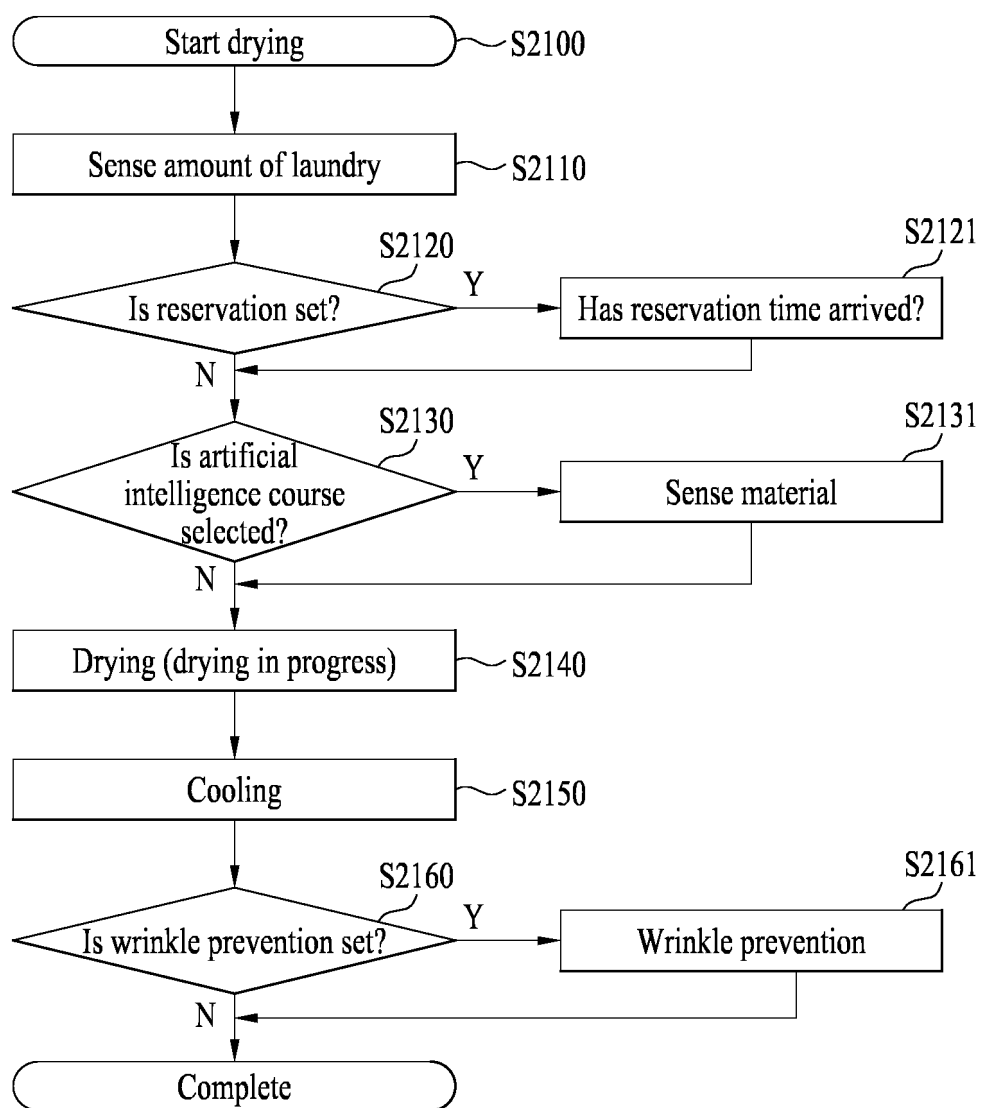 Start drying
S2100
Sense amount of laundry
S2110
S2120
Is reservation set?
Y
S2121
Has reservation time arrived?
N
S2130
Is artificial
intelligence course
selected?
Y
S2131
Sense material
N
Drying (drying in progress)
S2140
Cooling
S2150
S2160
Is wrinkle prevention set?
Y
S2161
Wrinkle prevention
N
Complete